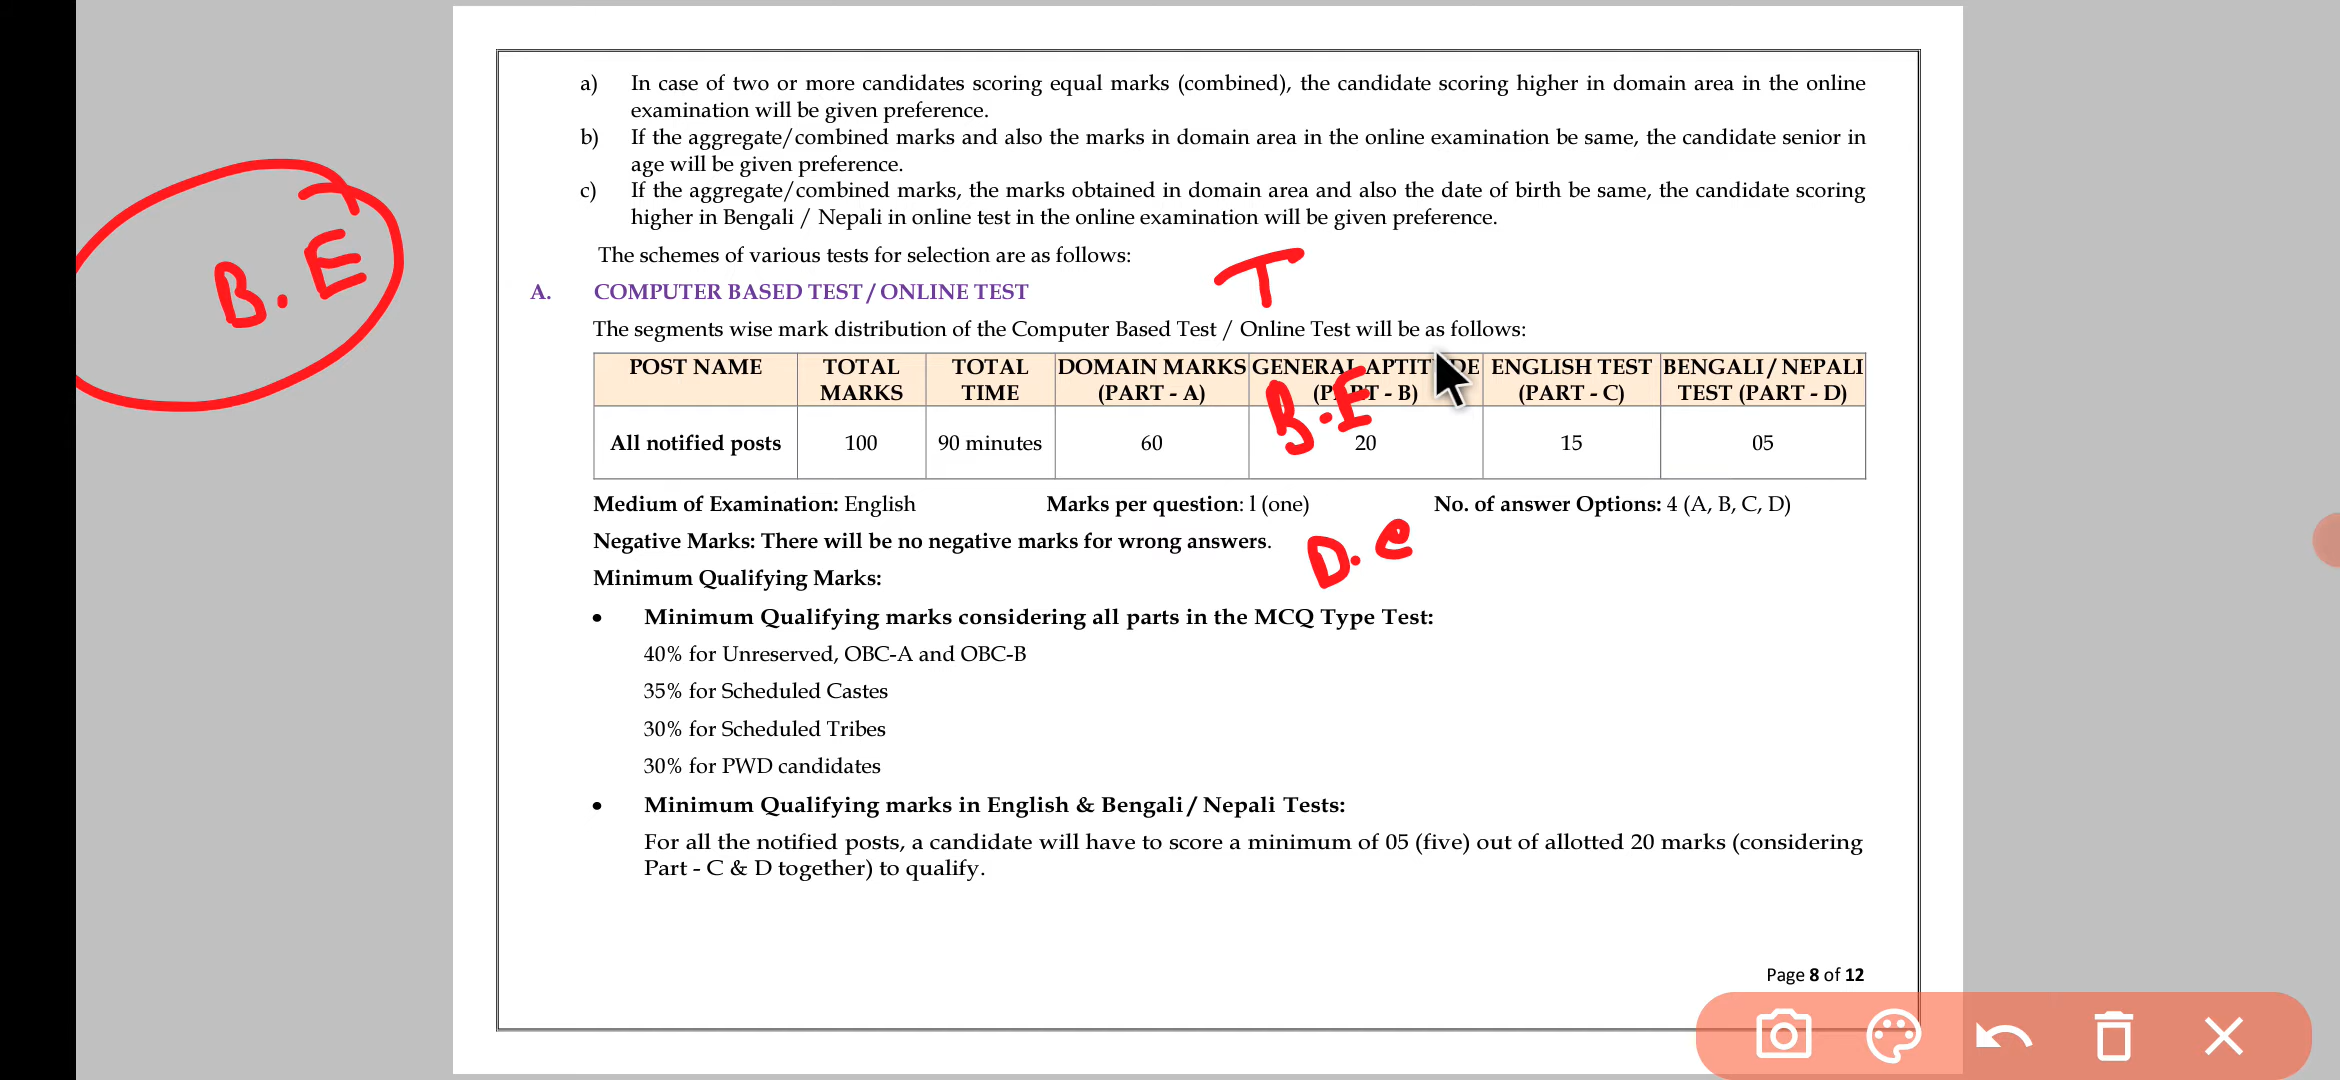 a) In case of two or more candidates scoring equal marks (combined), the candidate scoring higher in domain area in the online
examination will be given preference.
b) If the aggregate/combined marks and also the marks in domain area in the online examination be same, the candidate senior in
age will be given preference.
c) If the aggregate/combined marks, the marks obtained in domain area and also the date of birth be same, the candidate scoring
higher in Bengali / Nepali in online test in the online examination will be given preference.
B.E
The schemes of various tests for selection are as follows:
T
A. COMPUTER BASED TEST / ONLINE TEST
The segments wise mark distribution of the Computer Based Test / Online Test will be as follows:
POST NAME TOTAL TOTAL DOMAIN MARKS GENERAL ENGLISH TEST BENGALI / NEPALI
MARKS TIME (PART - A) (PART - B) (PART - C) TEST (PART - D)
B.E
All notified posts 100 90 minutes 60 20 15 05
Medium of Examination: English Marks per question: 1 (one) No. of answer Options: 4 (A, B, C, D)
Negative Marks: There will be no negative marks for wrong answers.
D.e
Minimum Qualifying Marks:
• Minimum Qualifying marks considering all parts in the MCQ Type Test:
40% for Unreserved, OBC-A and OBC-B
35% for Scheduled Castes
30% for Scheduled Tribes
30% for PWD candidates
• Minimum Qualifying marks in English & Bengali / Nepali Tests:
For all the notified posts, a candidate will have to score a minimum of 05 (five) out of allotted 20 marks (considering
Part - C & D together) to qualify.
Page 8 of 12